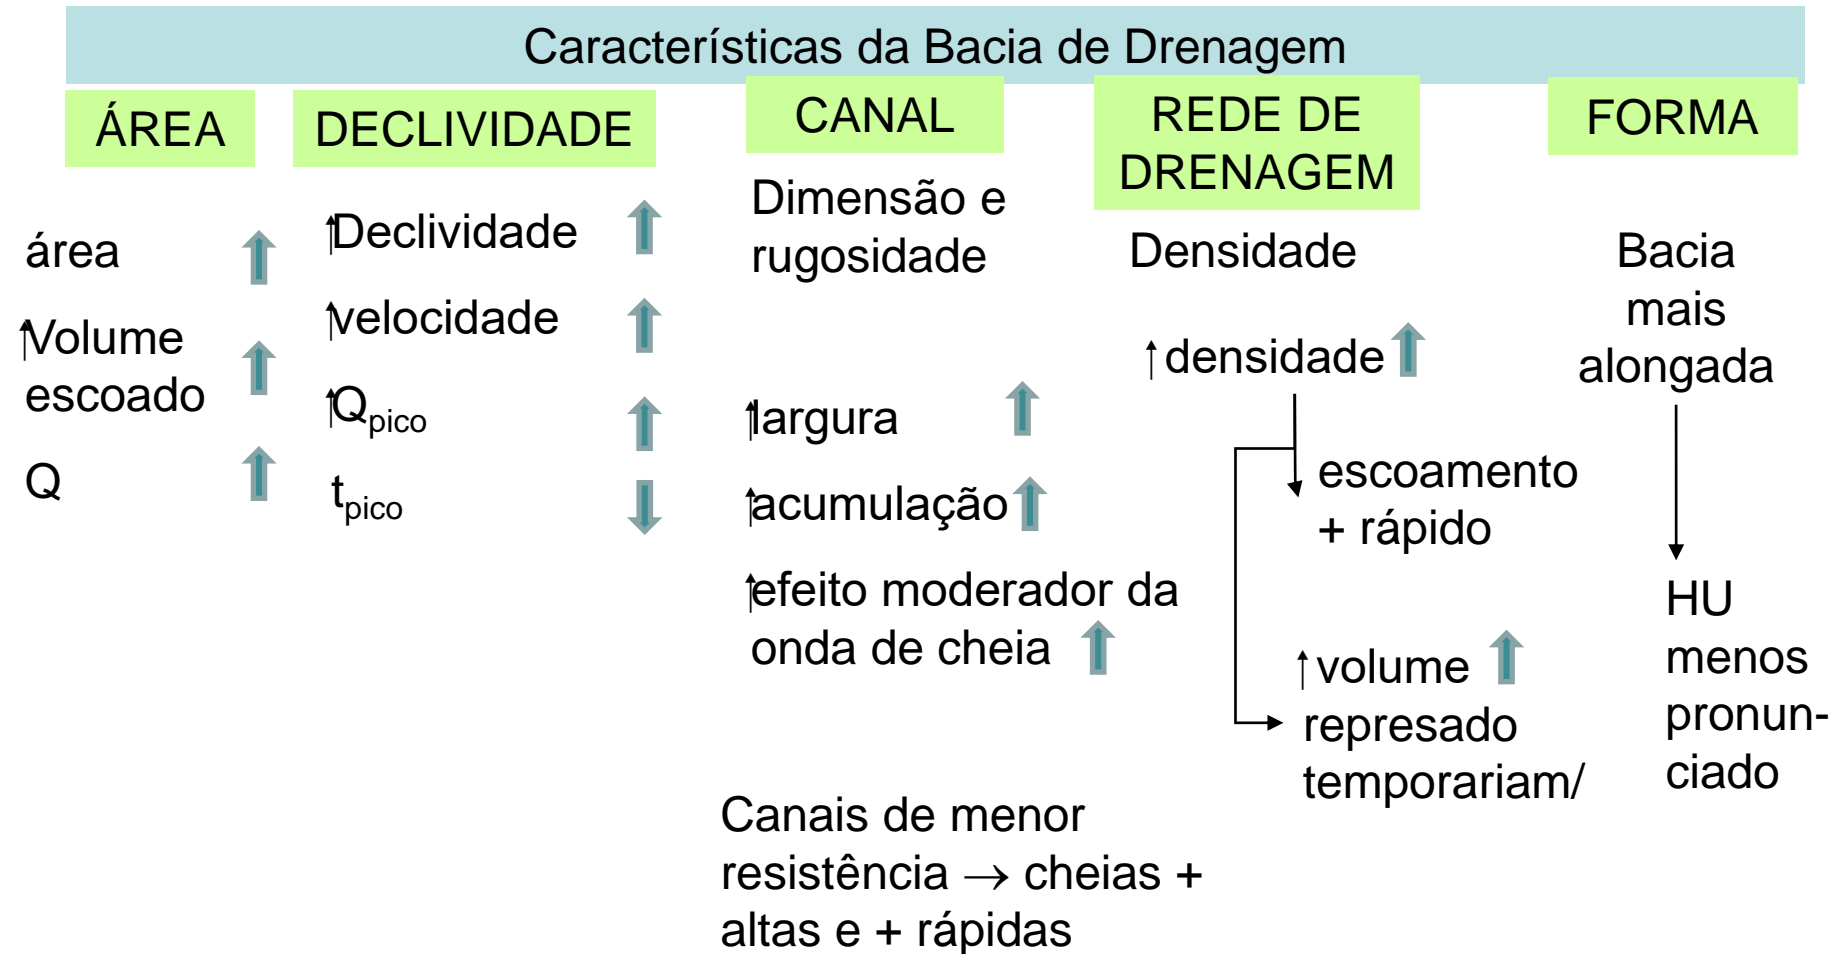 Características da Bacia de Drenagem
ÁREA
área
↑Volume
escoado
Q
DECLIVIDADE
↑Declividade
↑velocidade
↑Qpico
tpico
CANAL
Dimensão e
rugosidade
↑largura
↑acumulação
↑efeito moderador da
onda de cheia
Canais de menor
resistência → cheias +
altas e + rápidas
REDE DE
DRENAGEM
Densidade
↑densidade
escoamento
+ rápido
↑volume
represado
temporariam/
FORMA
Bacia
mais
alongada
HU
menos
pronun-
ciado